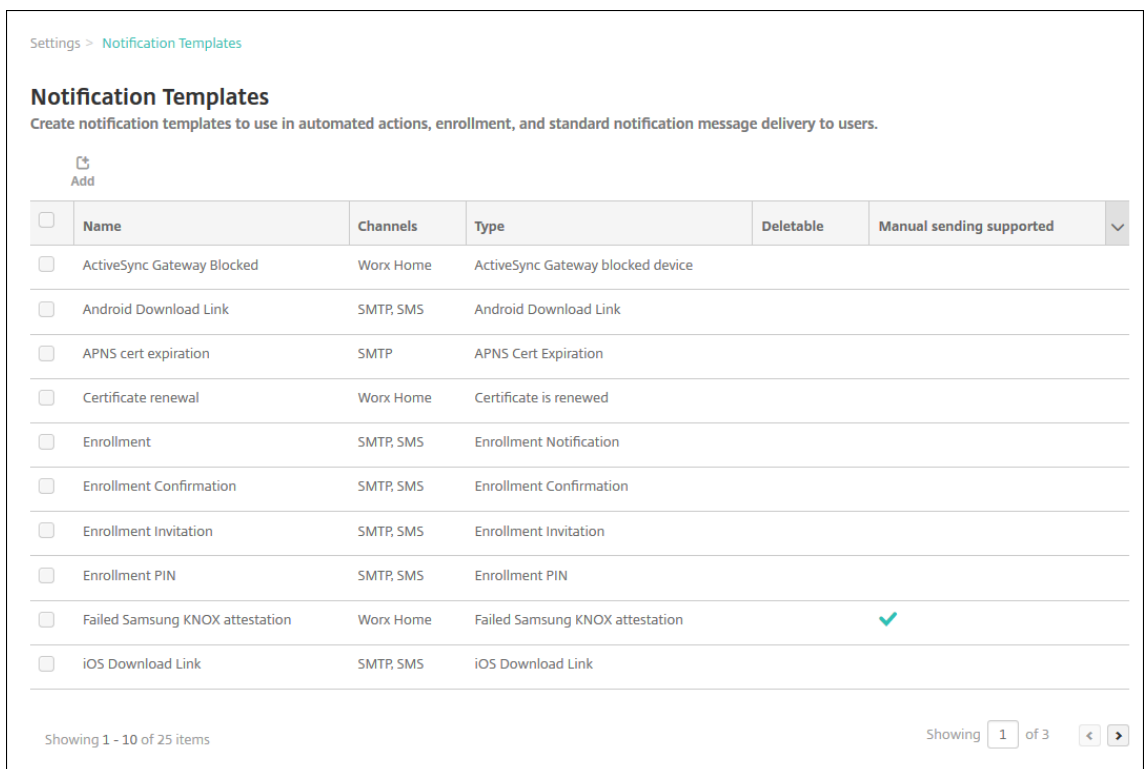 Settings > Notification Templates
Notification Templates
Create notification templates to use in automated actions, enrollment, and standard notification message delivery to users.
Add
Name Channels Type Deletable Manual sending supported
ActiveSync Gateway Blocked Worx Home ActiveSync Gateway blocked device
Android Download Link SMTP, SMS Android Download Link
APNS cert expiration SMTP APNS Cert Expiration
Certificate renewal Worx Home Certificate is renewed
Enrollment SMTP, SMS Enrollment Notification
Enrollment Confirmation SMTP, SMS Enrollment Confirmation
Enrollment Invitation SMTP, SMS Enrollment Invitation
Enrollment PIN SMTP, SMS Enrollment PIN
Failed Samsung KNOX attestation Worx Home Failed Samsung KNOX attestation
iOS Download Link SMTP, SMS iOS Download Link
Showing 1 - 10 of 25 items Showing 1 of 3